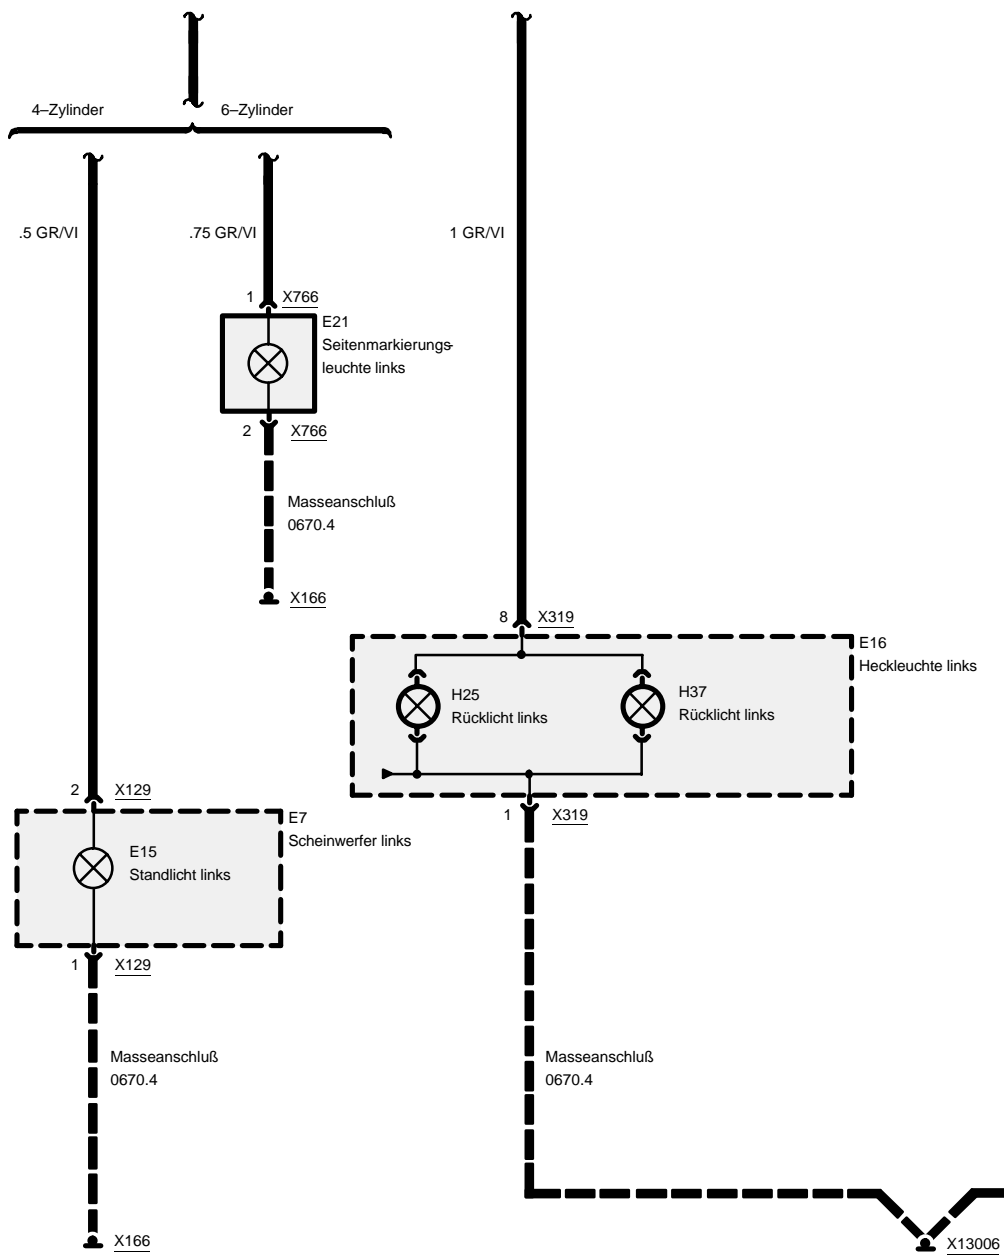 4–Zylinder
6–Zylinder
.5 GR/VI
.75 GR/VI
1 GR/VI
1
X766
E21
Seitenmarkierungs-
leuchte links
2
X766
Masseanschluß
0670.4
X166
8
X319
E16
Heckleuchte links
H25
Rücklicht links
H37
Rücklicht links
2
X129
1
X319
E7
Scheinwerfer links
E15
Standlicht links
1
X129
Masseanschluß
0670.4
Masseanschluß
0670.4
X166
X13006